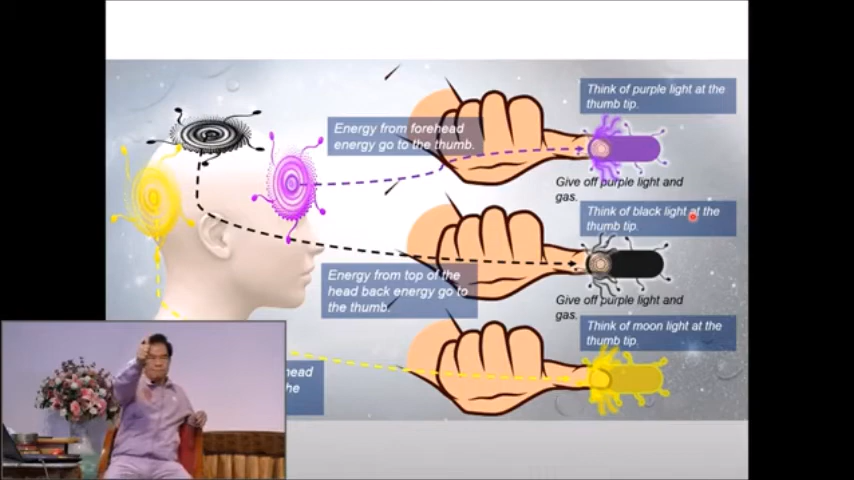 Think of purple light at the
thumb tip.
Energy from forehead
energy go to the thumb.
Give off purple light and
gas.
Think of black light at the
thumb tip.
Energy from top of the
head back energy go to
the thumb.
Give off purple light and
gas.
Think of moon light at the
thumb tip.
head
he